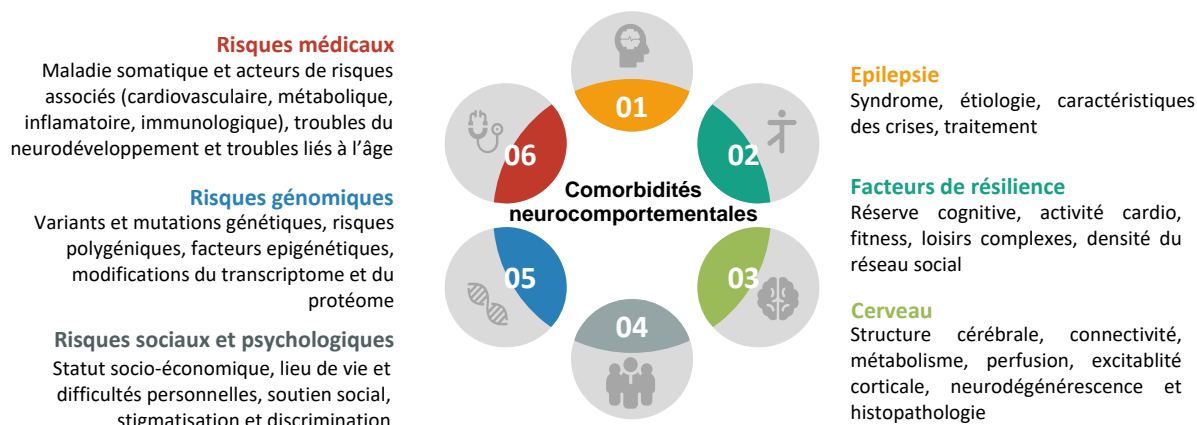 Risques médicaux
Maladie somatique et acteurs de risques
associés (cardiovasculaire, métabolique,
inflamatoire, immunologique), troubles du
neurodéveloppement et troubles liés à l'âge
Risques génomiques
Variants et mutations génétiques, risques
polygéniques, facteurs epigénétiques,
modifications du transcriptome et du
protéome
Risques sociaux et psychologiques
Statut socio-économique, lieu de vie et
difficultés personnelles, soutien social,
stigmatisation et discrimination
01
02
03
04
05
06
Comorbidités
neurocomportementales
Epilepsie
Syndrome, étiologie, caractéristiques
des crises, traitement
Facteurs de résilience
Réserve cognitive, activité cardio,
fitness, loisirs complexes, densité du
réseau social
Cerveau
Structure cérébrale, connectivité,
métabolisme, perfusion, excitablité
corticale, neurodégénérescence et
histopathologie